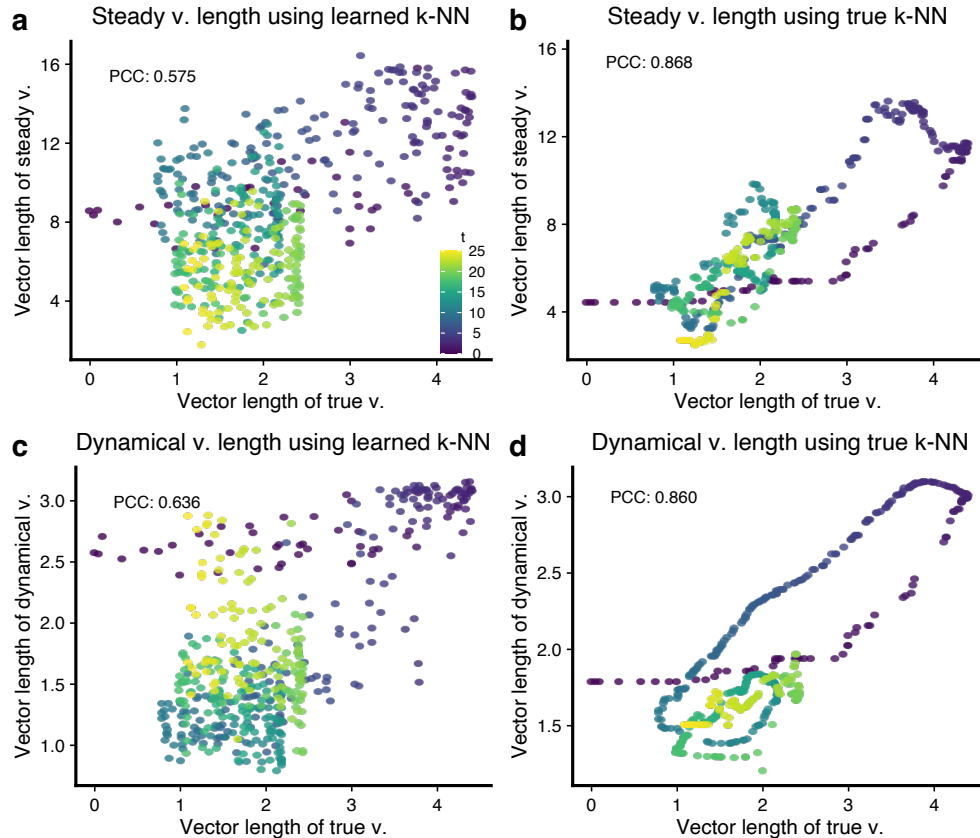 a
Steady v. length using learned k-NN
PCC: 0.575
Vector length of steady v.
16
12
8
4
t
25
20
15
10
5
0
0 1 2 3 4
Vector length of true v.
b
Steady v. length using true k-NN
PCC: 0.868
Vector length of steady v.
16
12
8
4
0 1 2 3 4
Vector length of true v.
c
Dynamical v. length using learned k-NN
PCC: 0.636
Vector length of dynamical v.
3.0
2.5
2.0
1.5
1.0
0 1 2 3 4
Vector length of true v.
d
Dynamical v. length using true k-NN
PCC: 0.860
Vector length of dynamical v.
3.0
2.5
2.0
1.5
1.0
0 1 2 3 4
Vector length of true v.